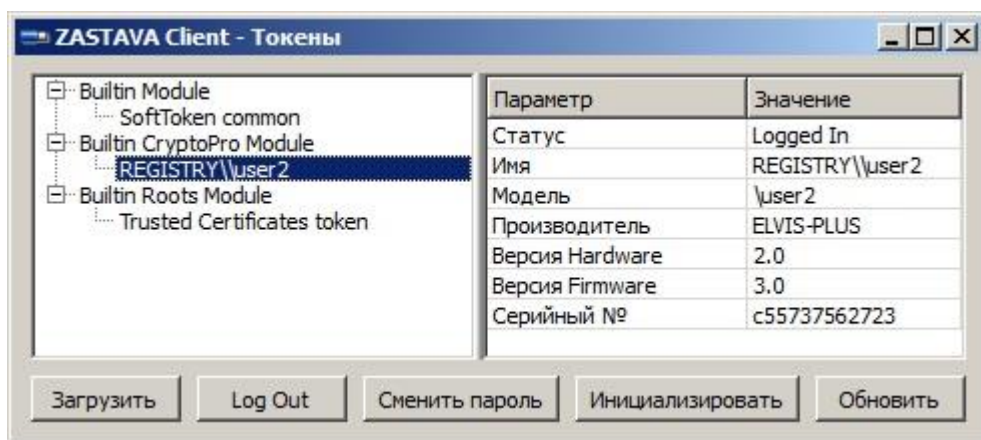 ZASTAVA Client - Токены
Builtin Module
SoftToken common
Builtin CryptoPro Module
REGISTRY\\user2
Builtin Roots Module
Trusted Certificates token
Параметр Значение
Статус Logged In
Имя REGISTRY\\user2
Модель \user2
Производитель ELVIS-PLUS
Версия Hardware 2.0
Версия Firmware 3.0
Серийный № c55737562723
Загрузить Log Out Сменить пароль Инициализировать Обновить